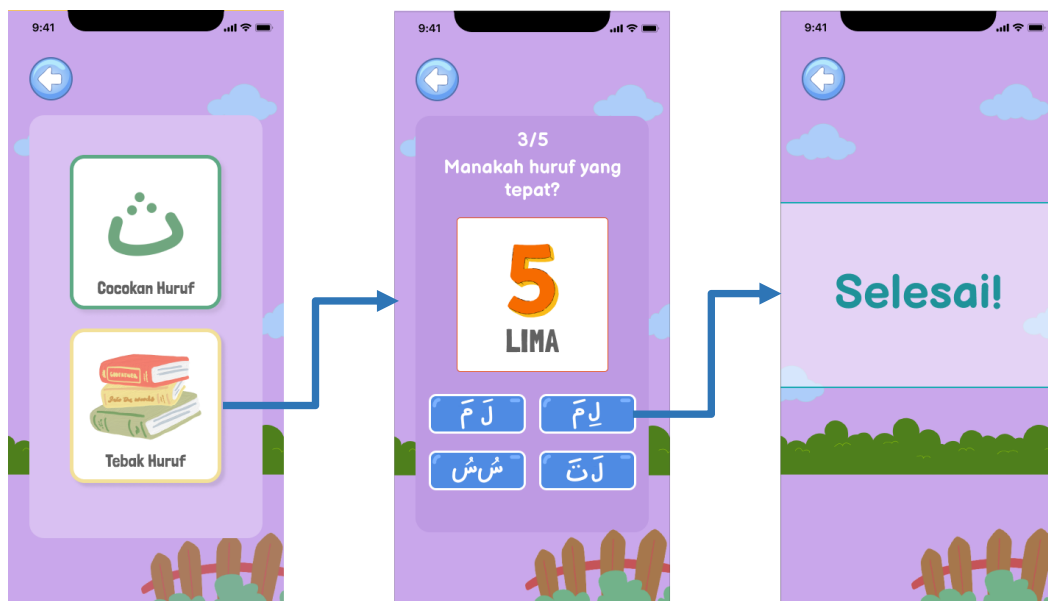 9:41
Cocokan Huruf
LITERATURE
Tebak Huruf
9:41
3/5
Manakah huruf yang
tepat?
5
LIMA
لَ مَ
لِمَ
سُسُ
لَتَ
9:41
Selesai!